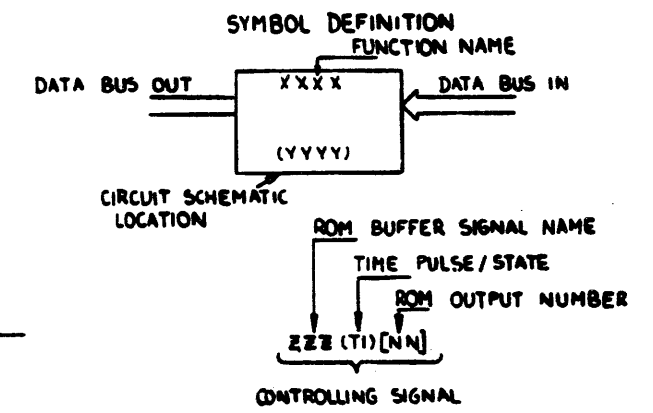 SYMBOL DEFINITION
FUNCTION NAME
DATA BUS OUT
XXXX
DATA BUS IN
(YYYY)
CIRCUIT SCHEMATIC
LOCATION
ROM BUFFER SIGNAL NAME
TIME PULSE/STATE
ROM OUTPUT NUMBER
ZZZ (TI) [NN]
CONTROLLING SIGNAL